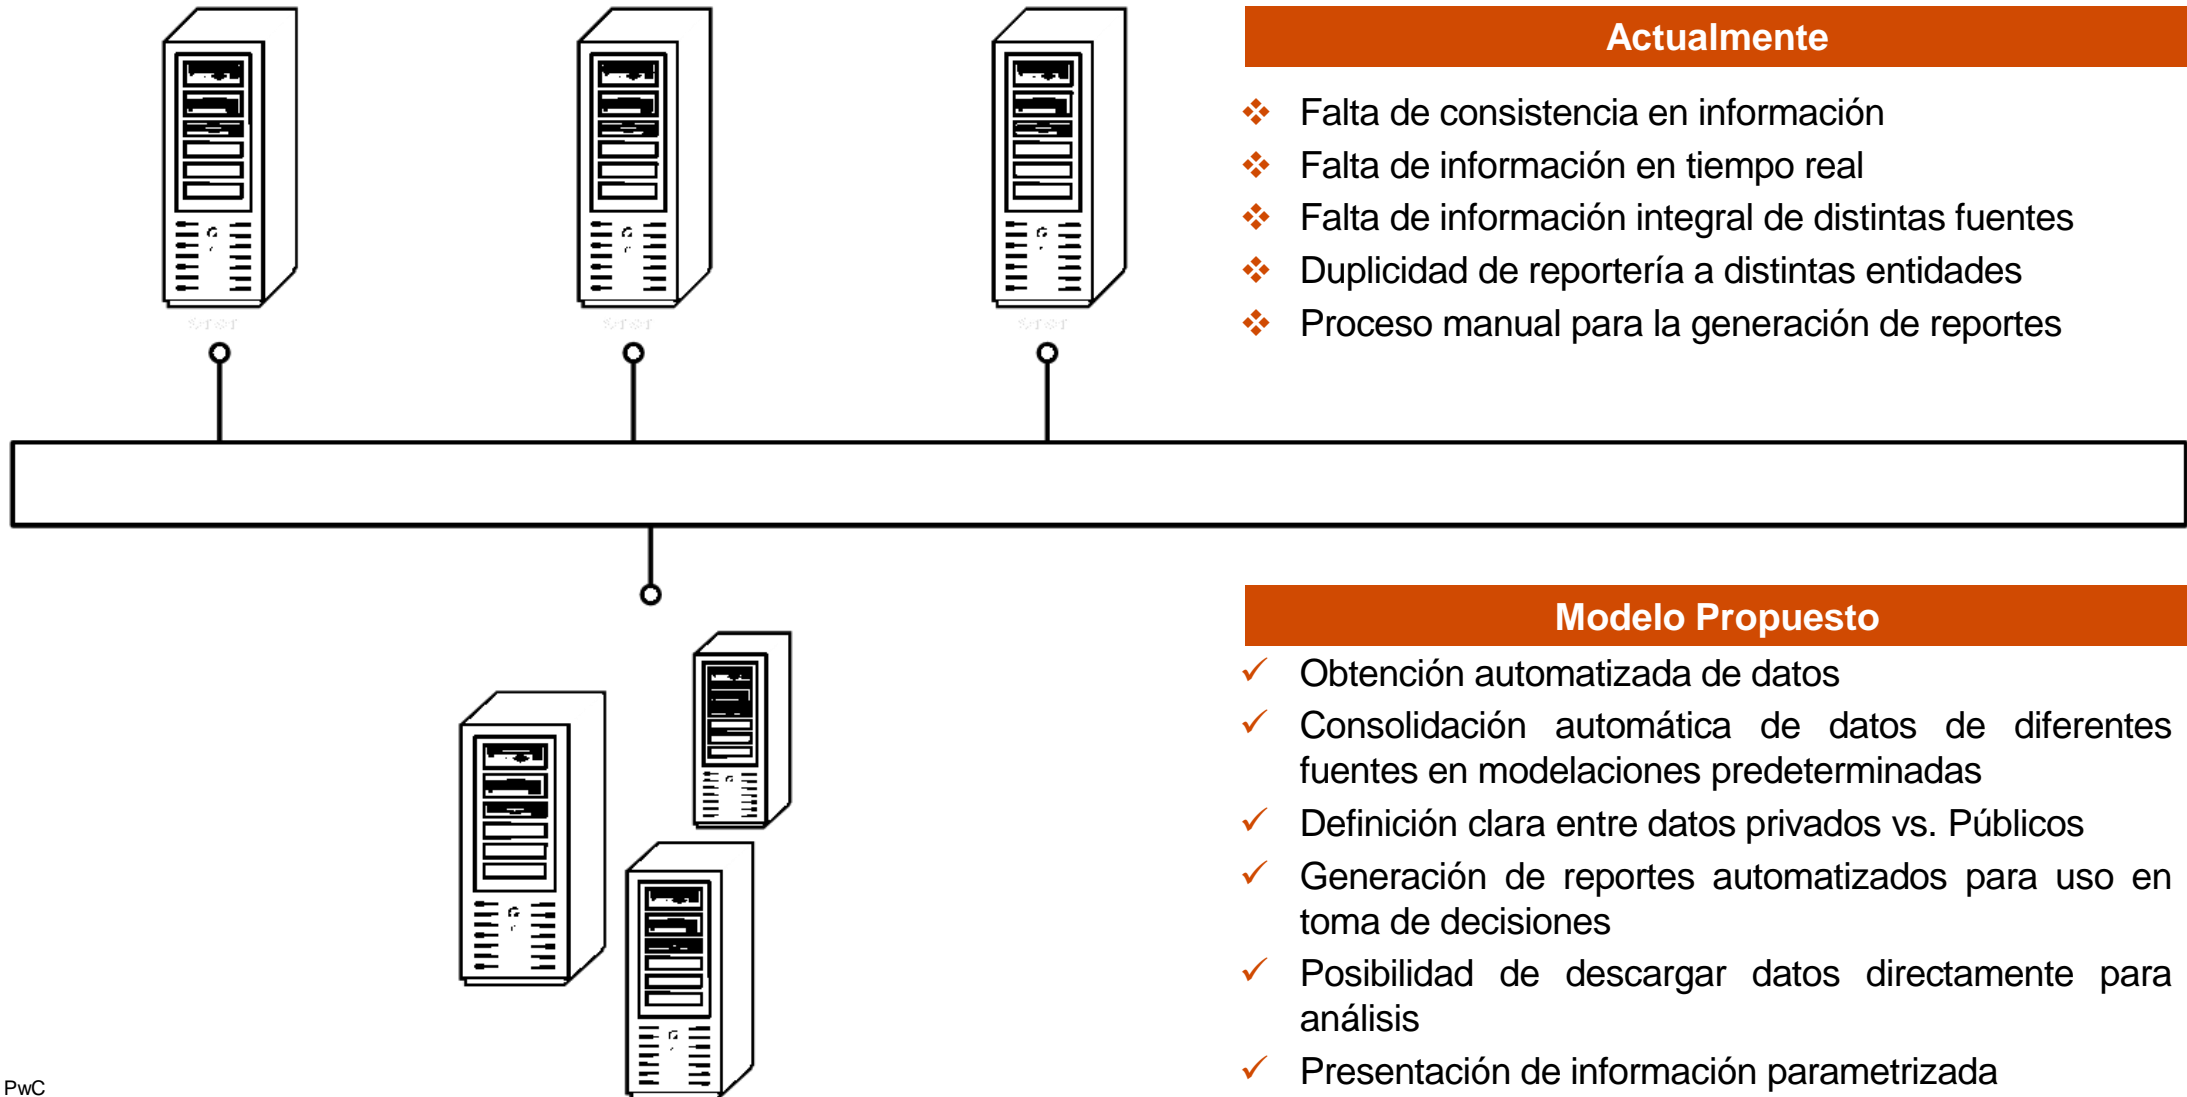 Actualmente
Falta de consistencia en información
Falta de información en tiempo real
Falta de información integral de distintas fuentes
Duplicidad de reportería a distintas entidades
Proceso manual para la generación de reportes
Modelo Propuesto
Obtención automatizada de datos
Consolidación automática de datos de diferentes
fuentes en modelaciones predeterminadas
Definición clara entre datos privados vs. Públicos
Generación de reportes automatizados para uso en
toma de decisiones
Posibilidad de descargar datos directamente para
análisis
Presentación de información parametrizada
PwC